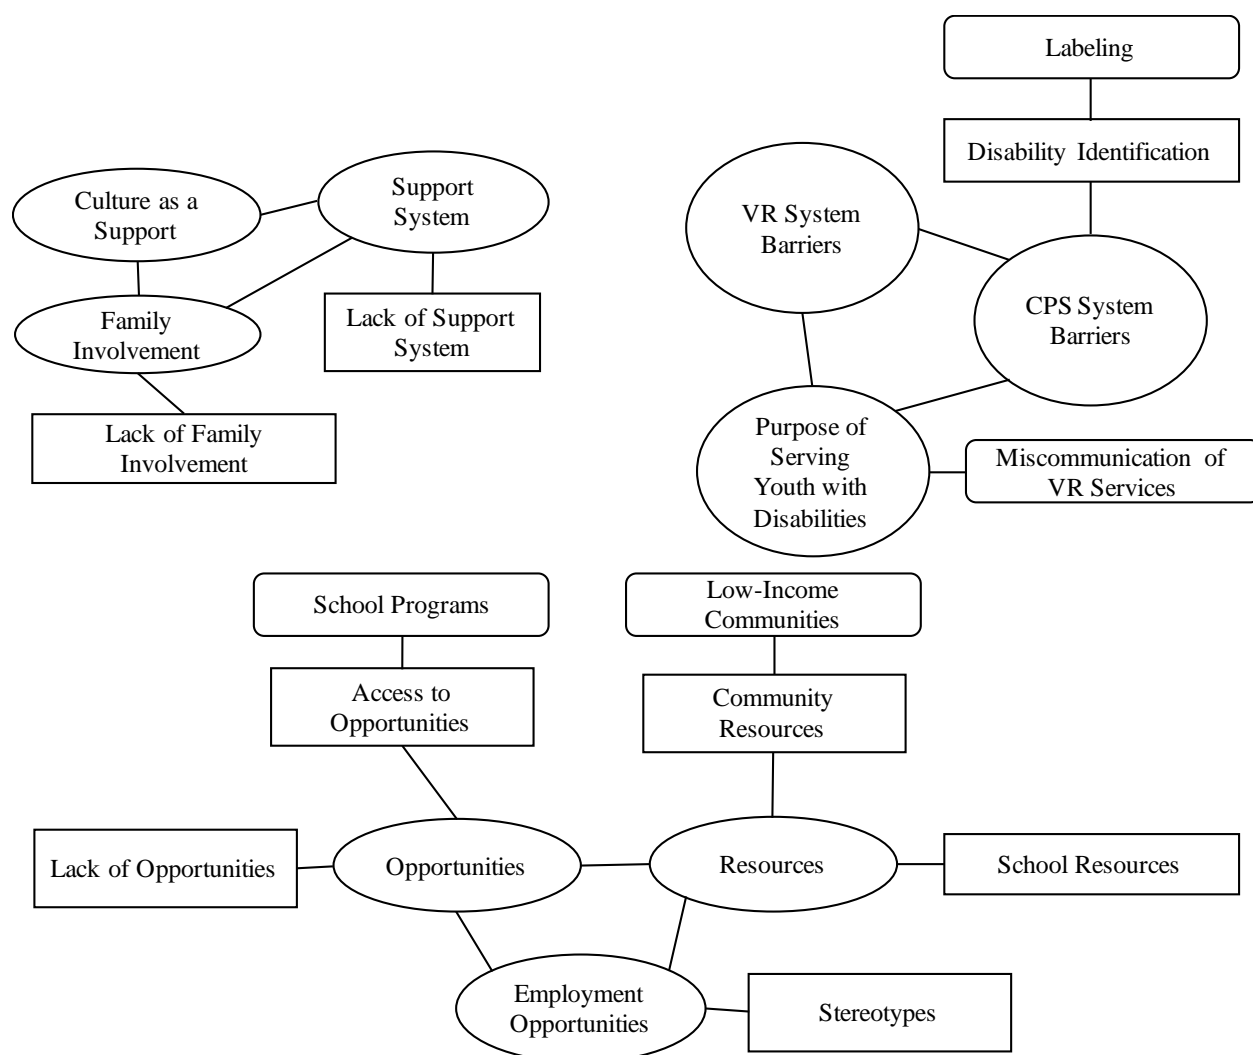 Labeling
Disability Identification
Culture as a
Support
Support
System
VR System
Barriers
CPS System
Barriers
Family
Involvement
Lack of Support
System
Lack of Family
Involvement
Purpose of
Serving
Youth with
Disabilities
Miscommunication of
VR Services
School Programs
Low-Income
Communities
Access to
Opportunities
Community
Resources
Lack of Opportunities
Opportunities
Resources
School Resources
Employment
Opportunities
Stereotypes